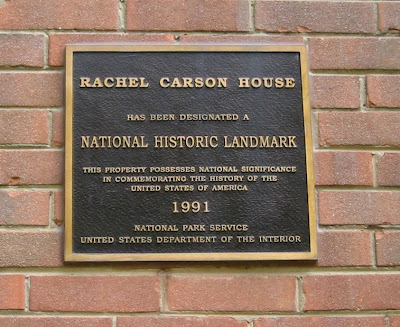 RACHEL CARSON HOUSE
HAS BEEN DESIGNATED A
NATIONAL HISTORIC LANDMARK
THIS PROPERTY POSSESSES NATIONAL SIGNIFICANCE
IN COMMEMORATING THE HISTORY OF THE
UNITED STATES OF AMERICA
1991
NATIONAL PARK SERVICE
UNITED STATES DEPARTMENT OF THE INTERIOR